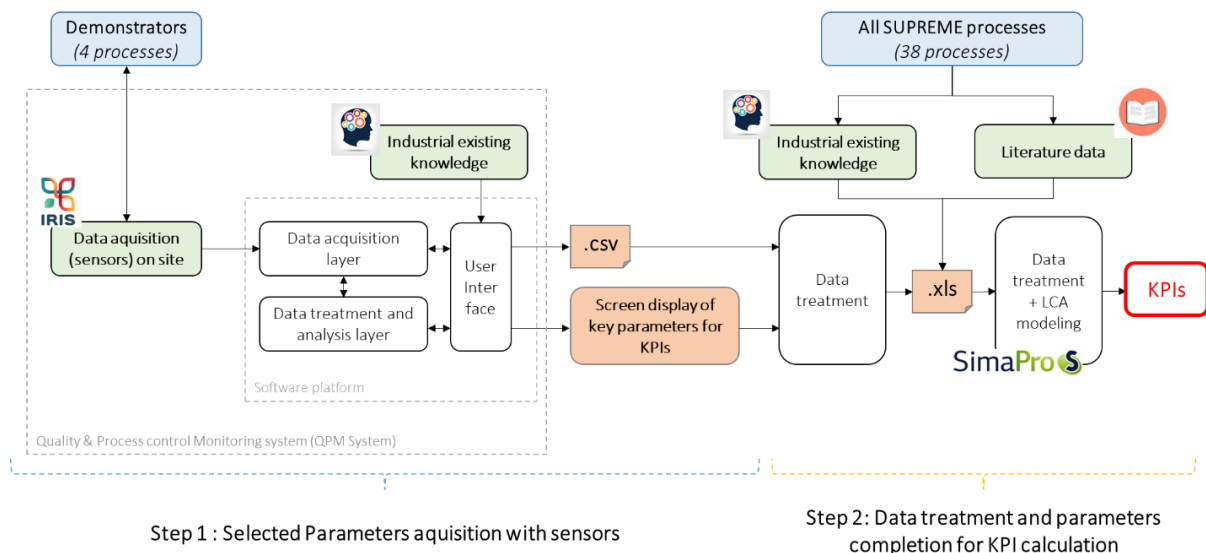 Demonstrators
(4 processes)
All SUPREME processes
(38 processes)
Industrial existing
knowledge
Industrial existing
knowledge
Literature data
IRIS
Data aquisition
(sensors) on site
Data acquisition
layer
Data treatment and
analysis layer
User
Inter
face
Software platform
Quality & Process control Monitoring system (QPM System)
.csv
Screen display of
key parameters for
KPIs
Data
treatment
.xls
Data
treatment
+ LCA
modeling
SimaPro S
KPIs
Step 1 : Selected Parameters aquisition with sensors
Step 2: Data treatment and parameters
completion for KPI calculation